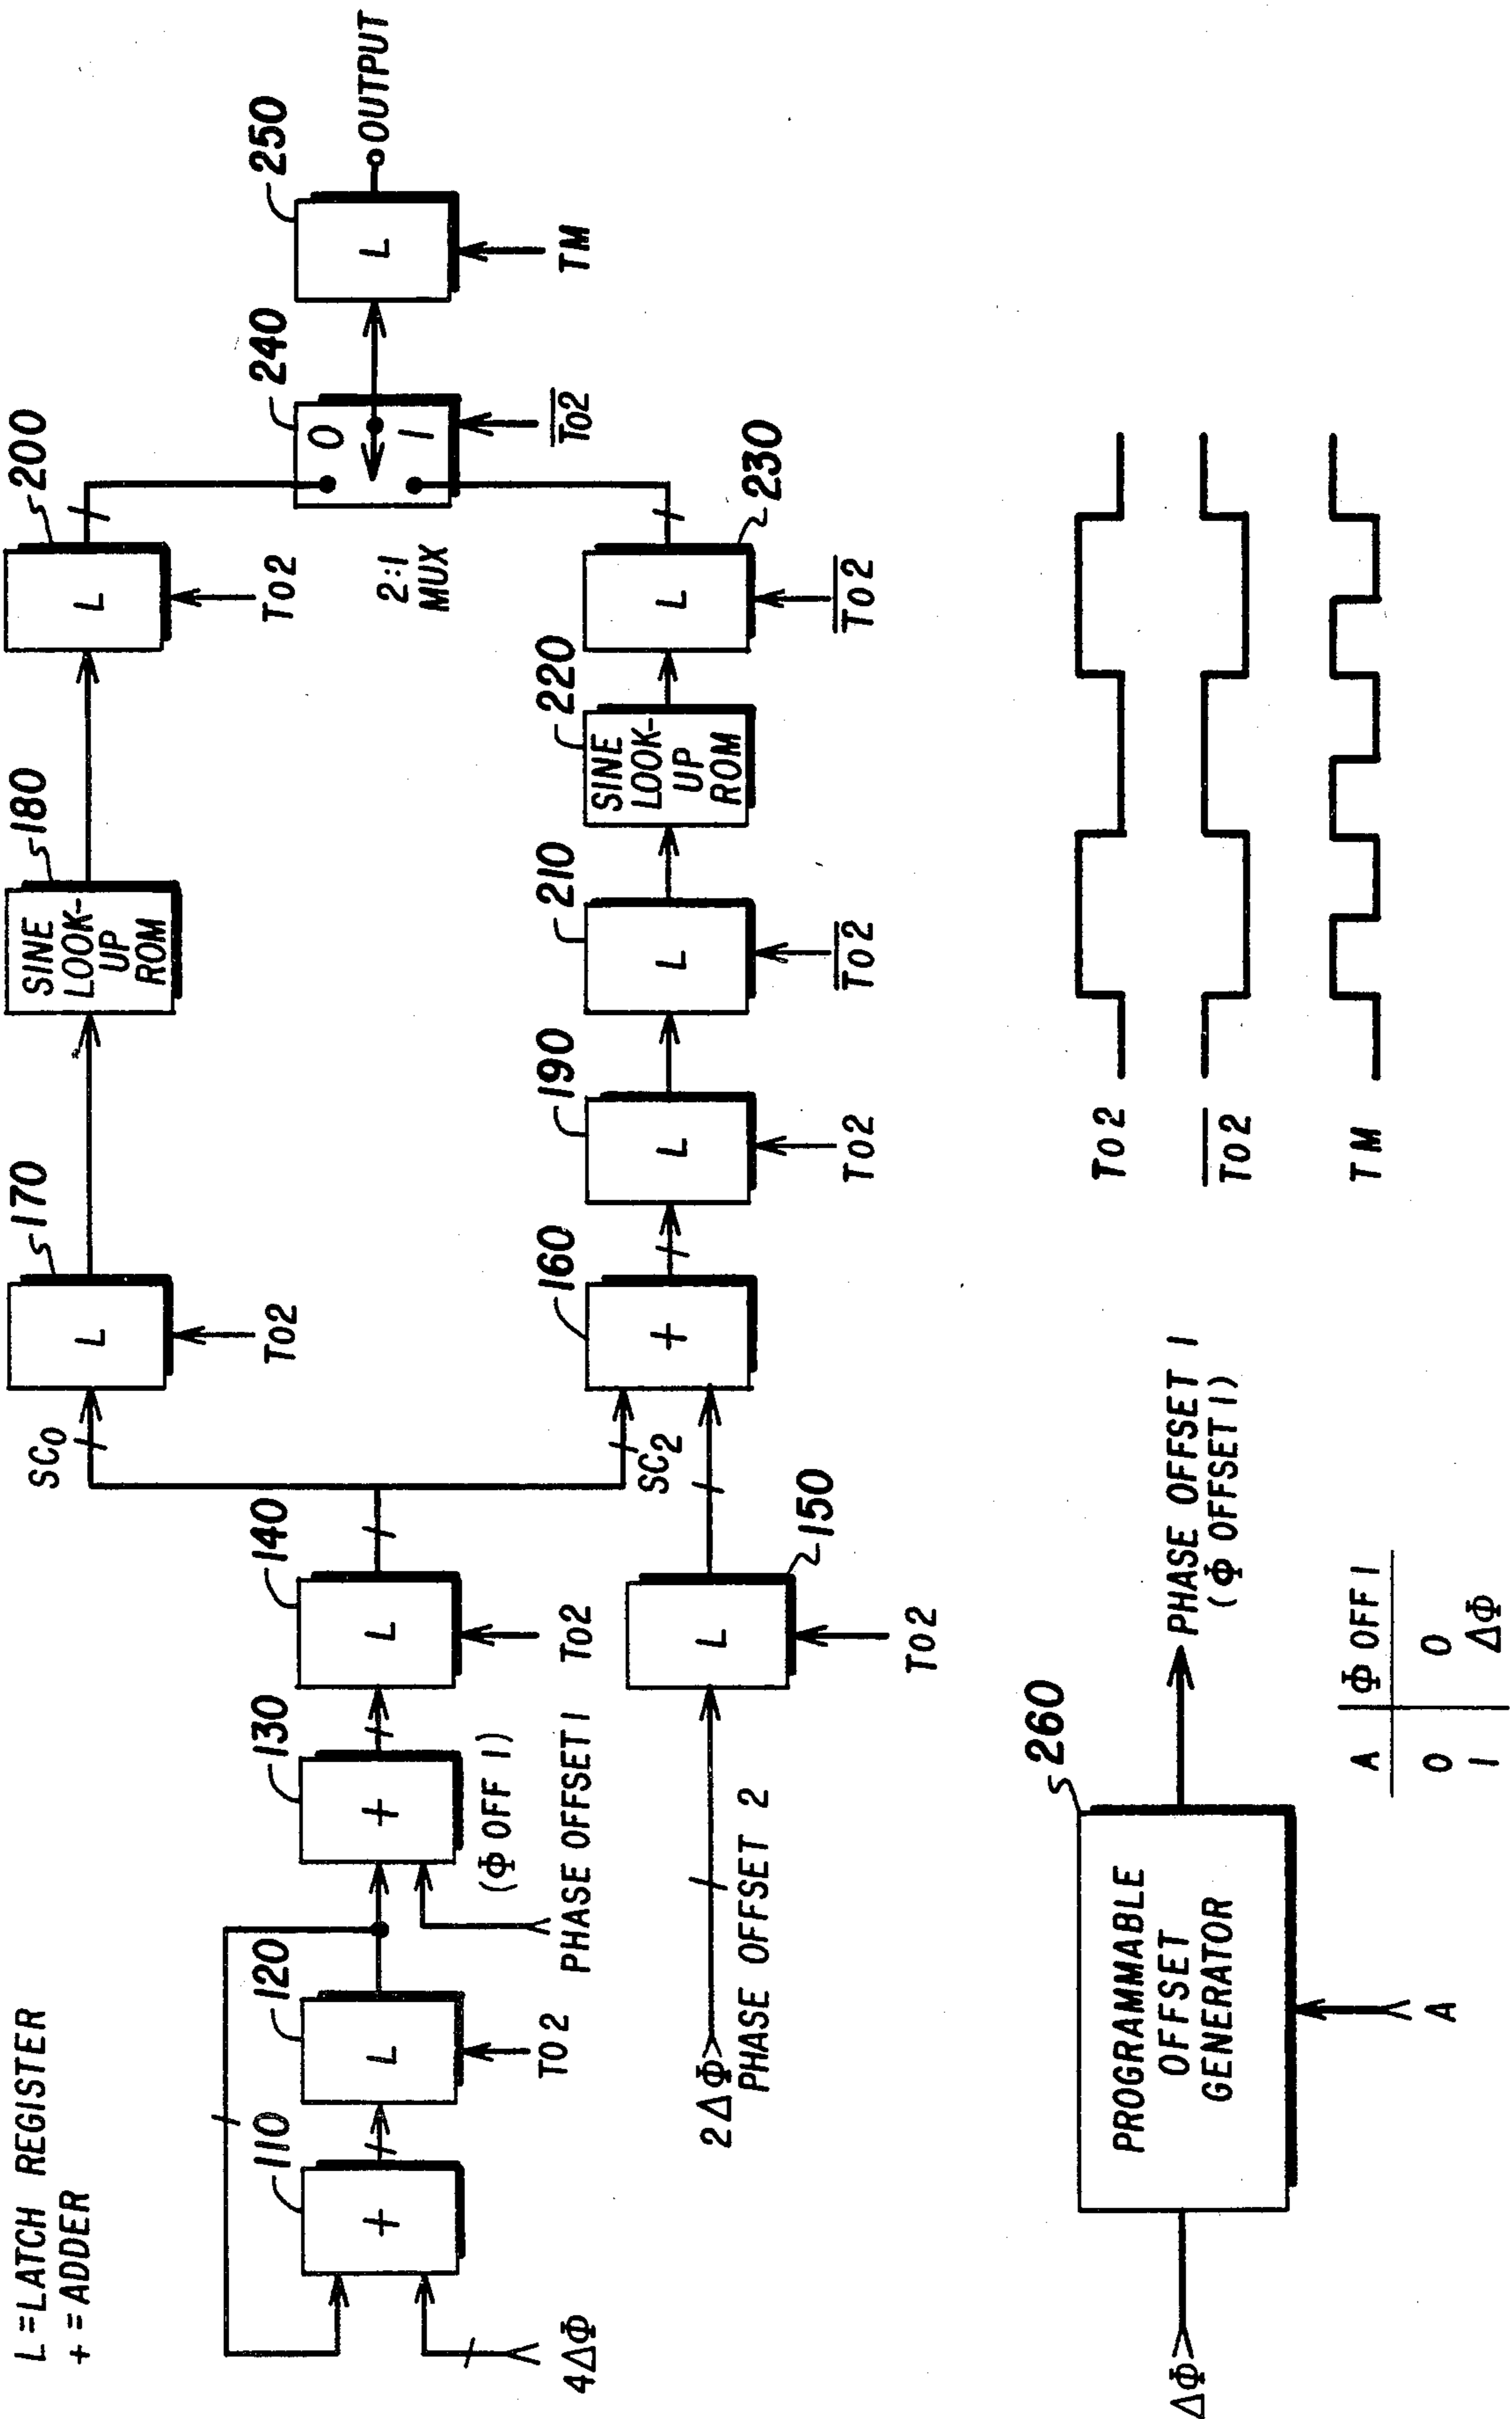 L=LATCH REGISTER
+ =ADDER
110
+
4ΔΦ
120
L
TO2
130
+
(Φ OFF 1)
PHASE OFFSET 1
140
L
TO2
2ΔΦ
PHASE OFFSET 2
150
L
TO2
SC0
SC2
170
L
TO2
180
SINE
LOOK-
UP
ROM
200
L
TO2
160
+
190
L
TO2
210
L
T̅O̅2̅
220
SINE
LOOK-
UP
ROM
230
L
T̅O̅2̅
2:1
MUX
240
0
1
T̅O̅2̅
250
L
TM
OUTPUT
ΔΦ
260
PROGRAMMABLE
OFFSET
GENERATOR
A
PHASE OFFSET 1
(Φ OFFSET 1)
A Φ OFF 1
0 0
1 ΔΦ
TO2
T̅O̅2̅
TM